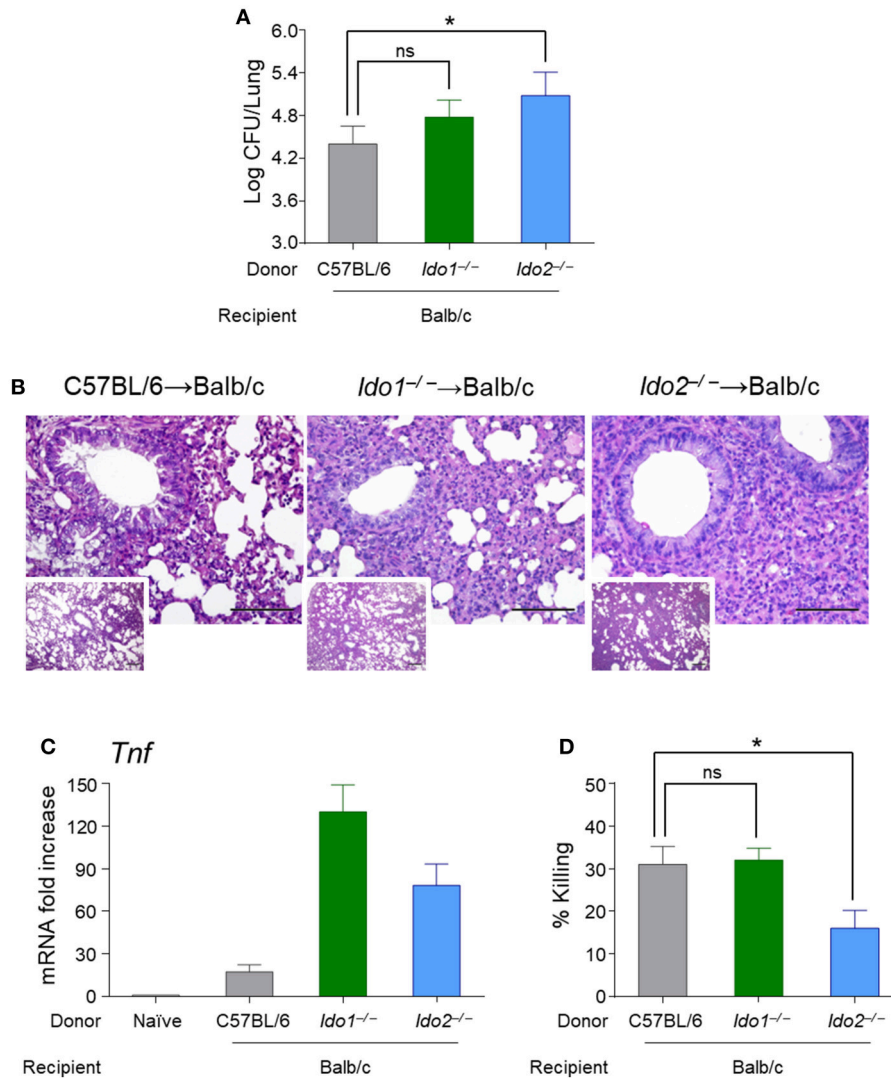 A
Log CFU/Lung
6.0
5.4
4.8
4.2
3.6
3.0
*
ns
Donor C57BL/6 Ido1⁻/⁻ Ido2⁻/⁻
Recipient Balb/c
B
C57BL/6→Balb/c Ido1⁻/⁻→Balb/c Ido2⁻/⁻→Balb/c
C Tnf
mRNA fold increase
150
120
90
60
30
0
Donor Naïve C57BL/6 Ido1⁻/⁻ Ido2⁻/⁻
Recipient Balb/c
D
% Killing
50
40
30
20
10
0
*
ns
Donor C57BL/6 Ido1⁻/⁻ Ido2⁻/⁻
Recipient Balb/c